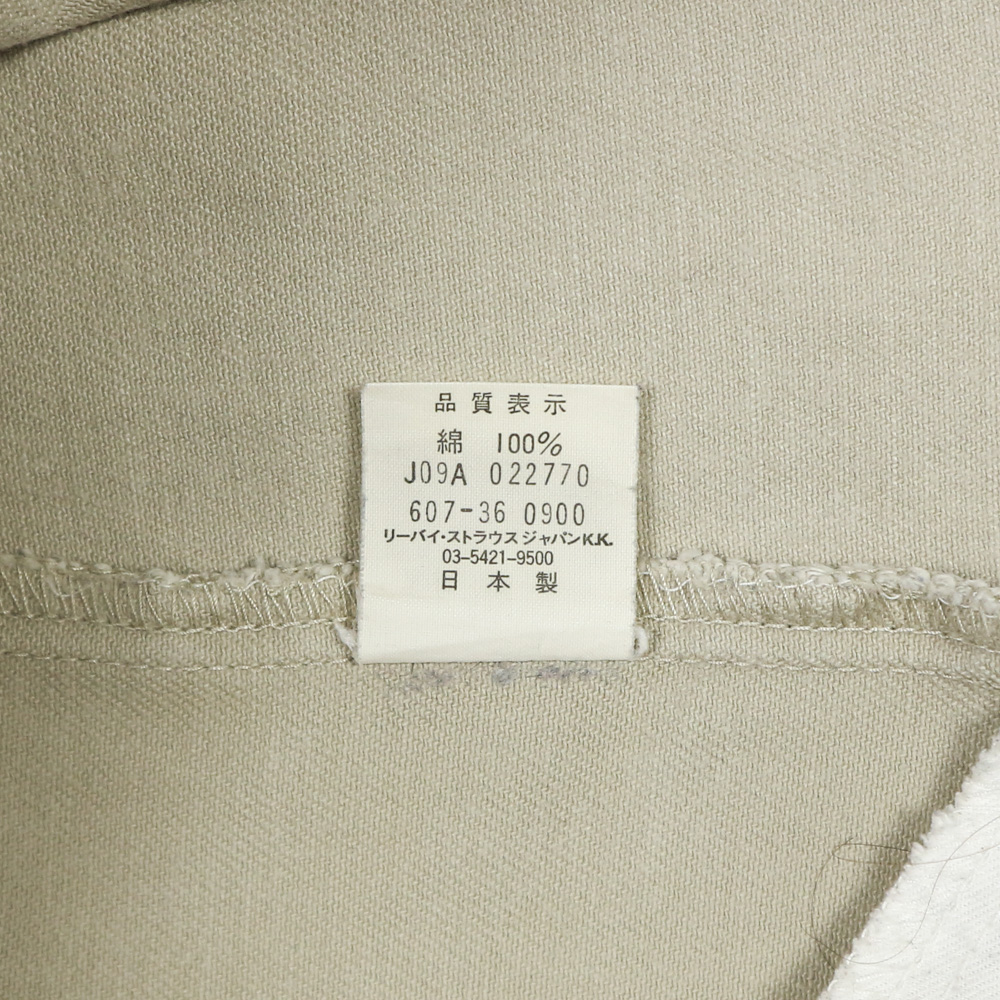 品質表示
綿 100%
J09A 022770
607-36 0900
リーバイ・ストラウス ジャパンK.K.
03-5421-9500
日本製